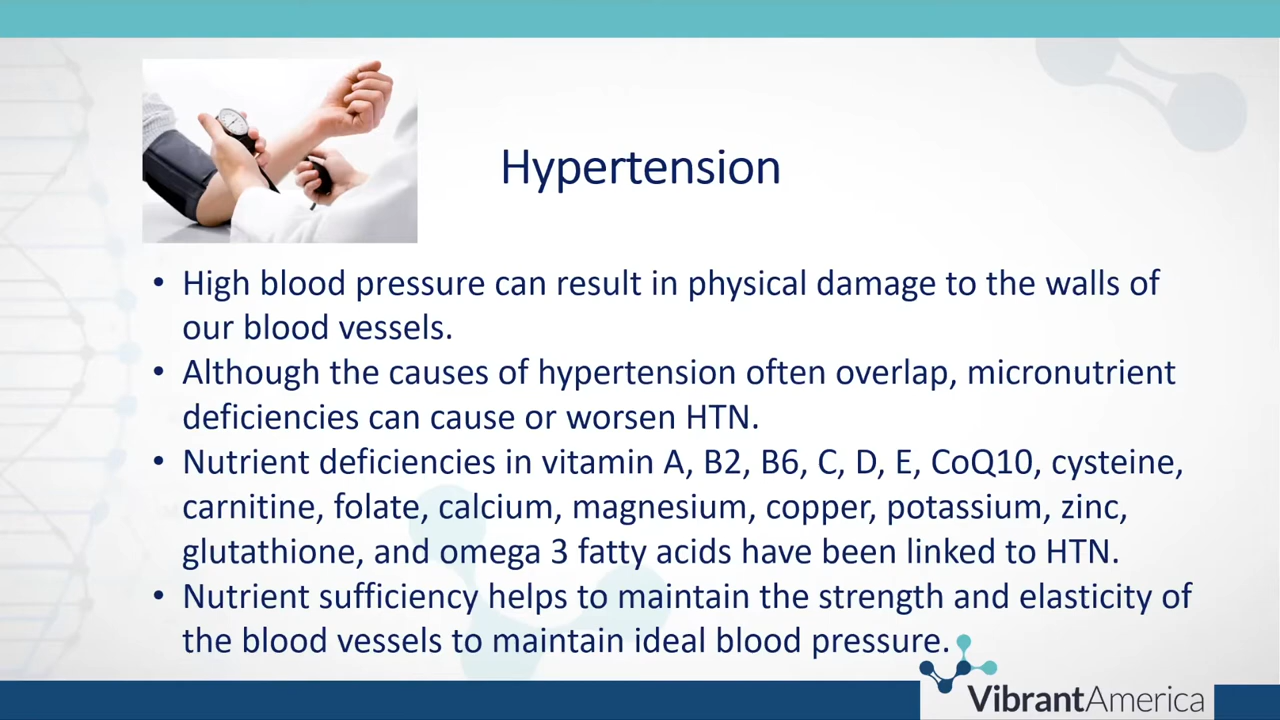 Hypertension
• High blood pressure can result in physical damage to the walls of
our blood vessels.
• Although the causes of hypertension often overlap, micronutrient
deficiencies can cause or worsen HTN.
• Nutrient deficiencies in vitamin A, B2, B6, C, D, E, CoQ10, cysteine,
carnitine, folate, calcium, magnesium, copper, potassium, zinc,
glutathione, and omega 3 fatty acids have been linked to HTN.
• Nutrient sufficiency helps to maintain the strength and elasticity of
the blood vessels to maintain ideal blood pressure.
VibrantAmerica